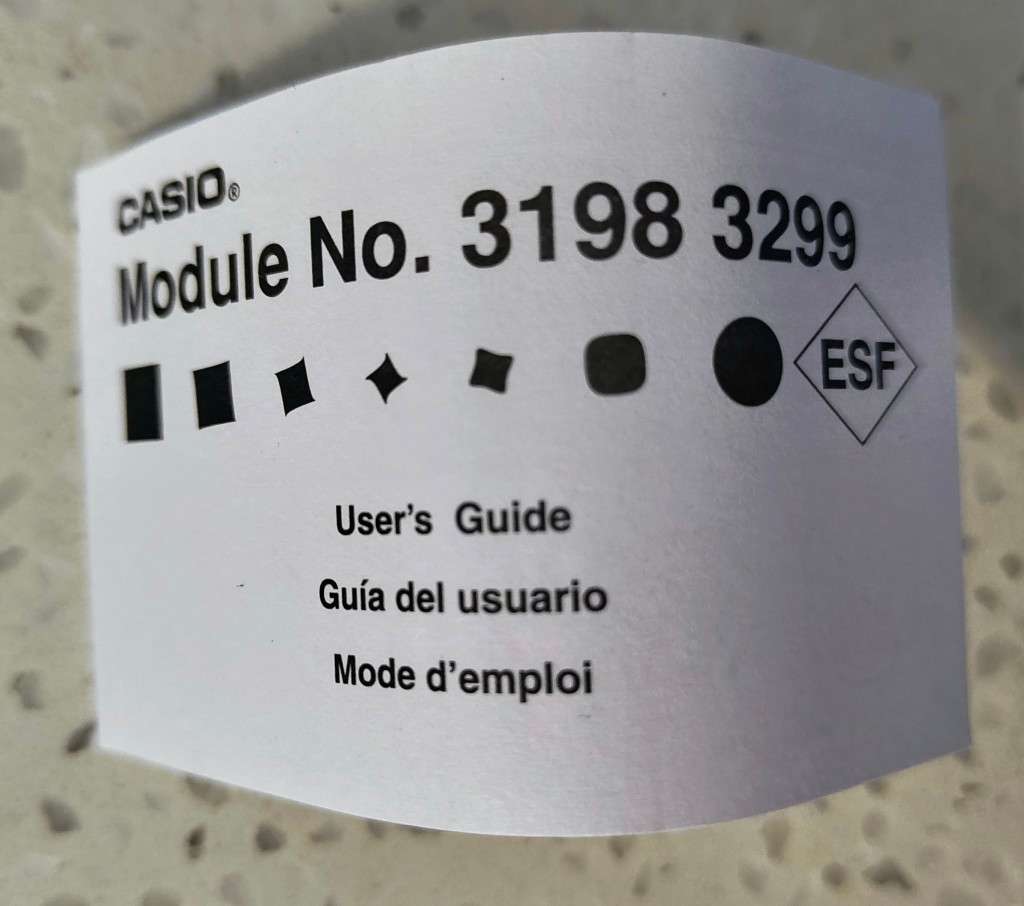 CASIO®
Module No. 3198 3299
ESF
User's Guide
Guía del usuario
Mode d'emploi